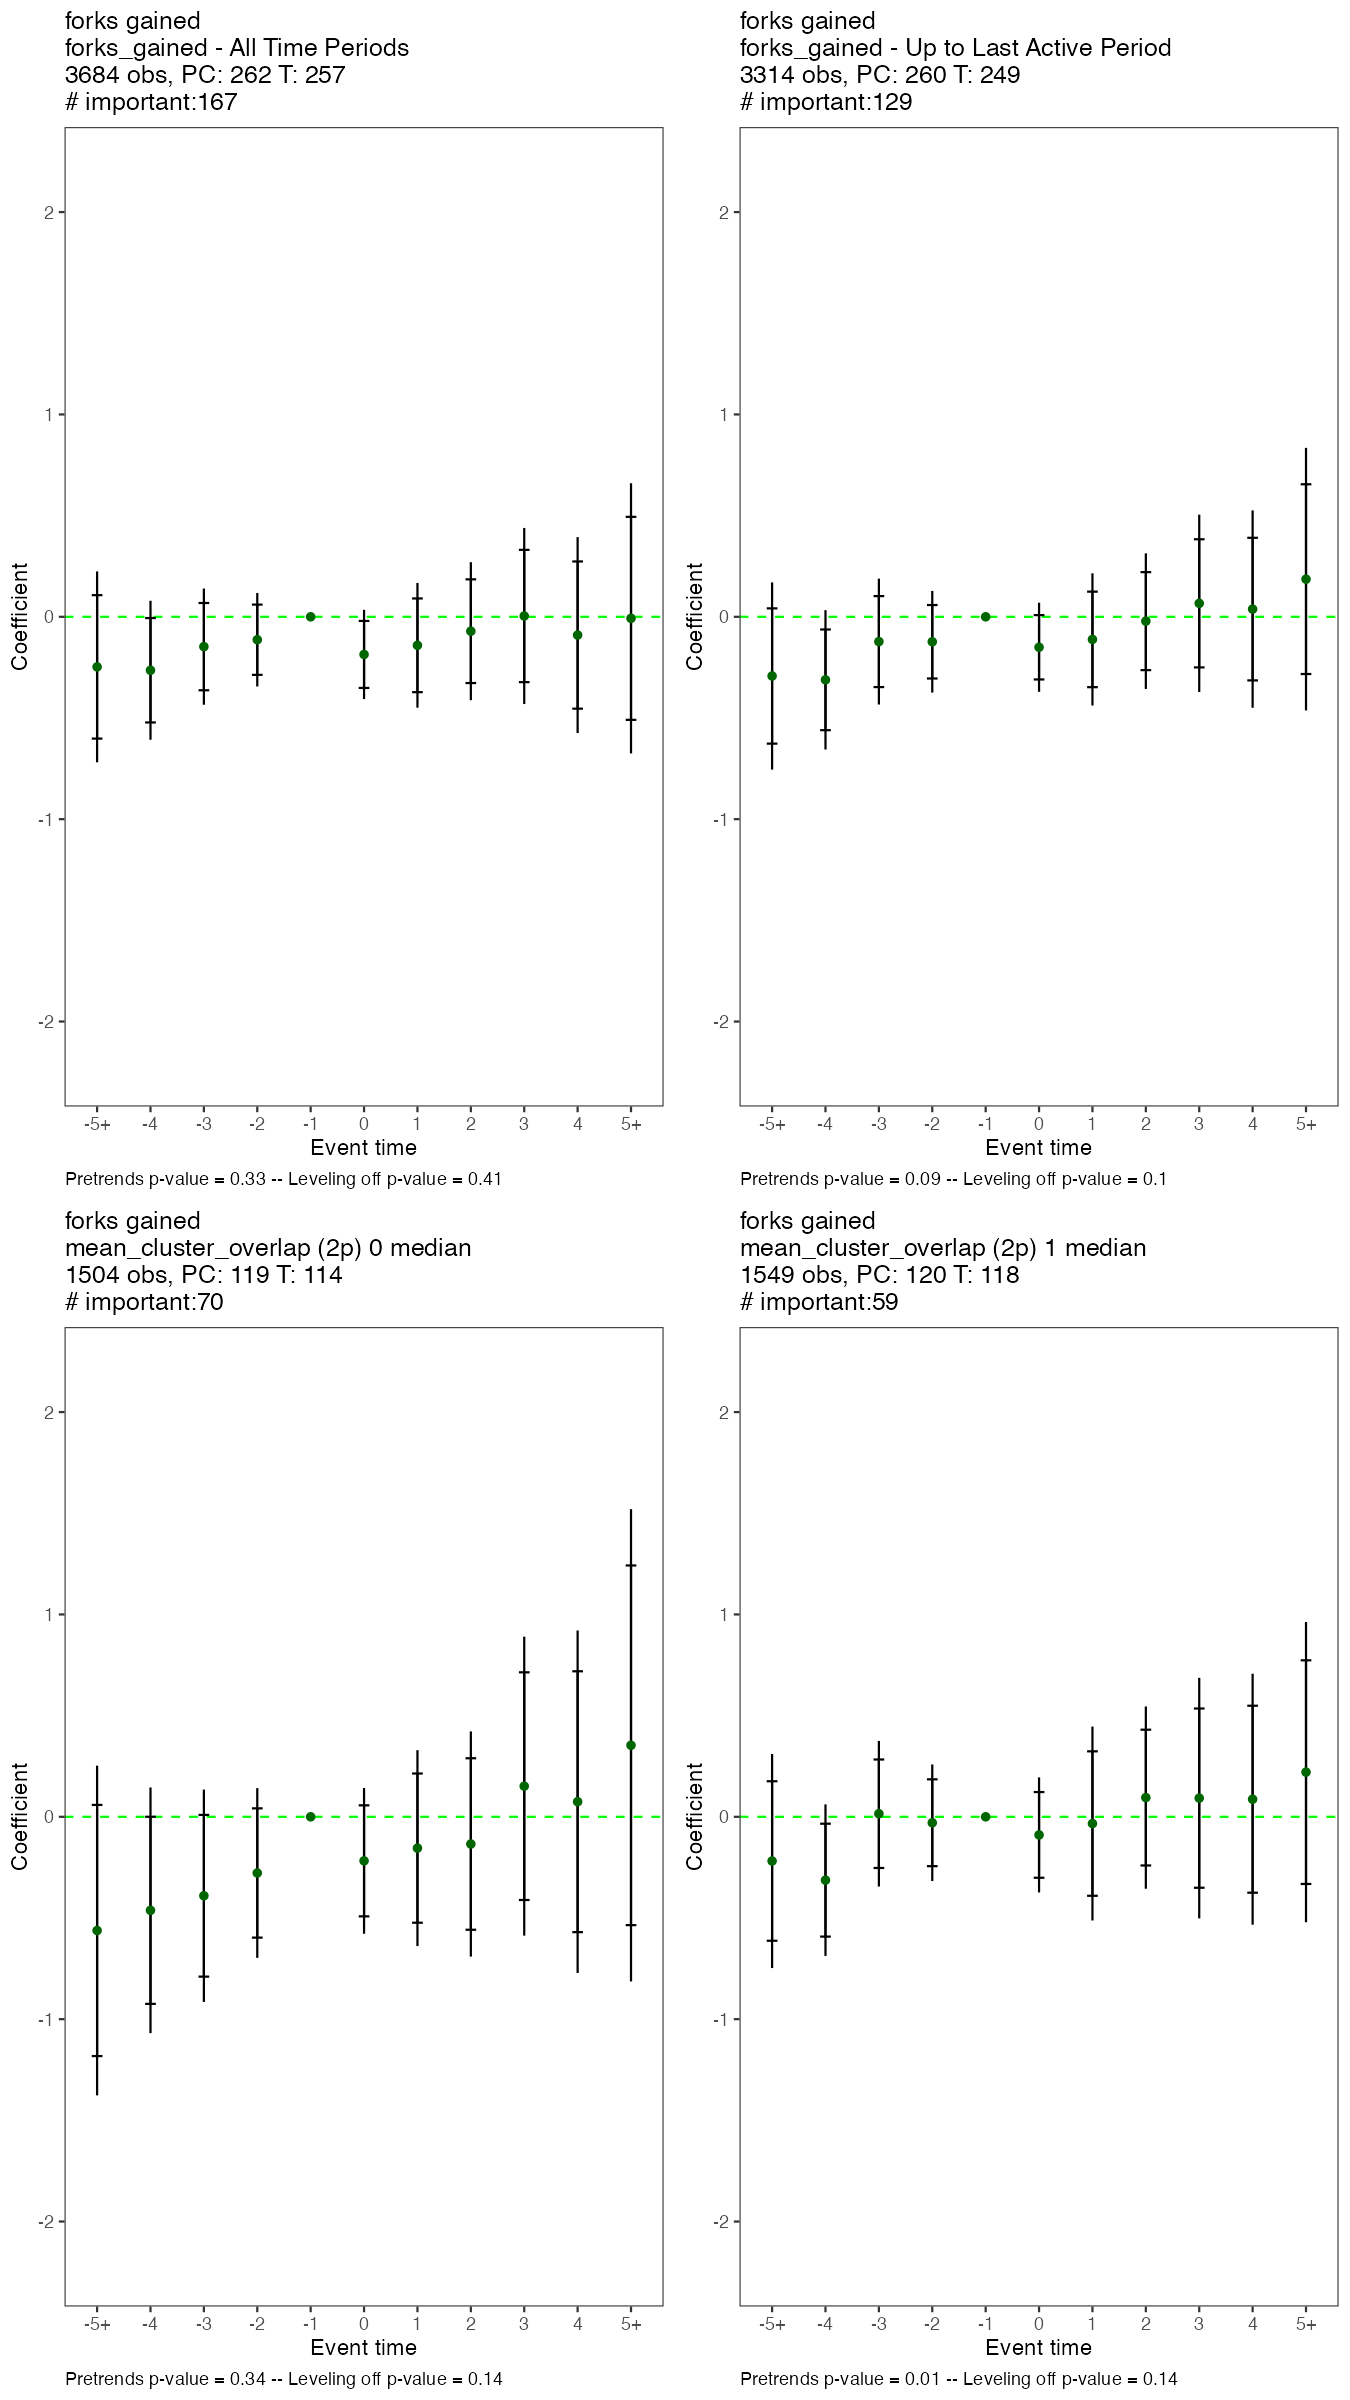 forks gained
forks_gained - All Time Periods
3684 obs, PC: 262 T: 257
# important:167
2
1
0
-1
-2
Coefficient
-5+ -4 -3 -2 -1 0 1 2 3 4 5+
Event time
Pretrends p-value = 0.33 -- Leveling off p-value = 0.41
forks gained
forks_gained - Up to Last Active Period
3314 obs, PC: 260 T: 249
# important:129
2
1
0
-1
-2
Coefficient
-5+ -4 -3 -2 -1 0 1 2 3 4 5+
Event time
Pretrends p-value = 0.09 -- Leveling off p-value = 0.1
forks gained
mean_cluster_overlap (2p) 0 median
1504 obs, PC: 119 T: 114
# important:70
2
1
0
-1
-2
Coefficient
-5+ -4 -3 -2 -1 0 1 2 3 4 5+
Event time
Pretrends p-value = 0.34 -- Leveling off p-value = 0.14
forks gained
mean_cluster_overlap (2p) 1 median
1549 obs, PC: 120 T: 118
# important:59
2
1
0
-1
-2
Coefficient
-5+ -4 -3 -2 -1 0 1 2 3 4 5+
Event time
Pretrends p-value = 0.01 -- Leveling off p-value = 0.14